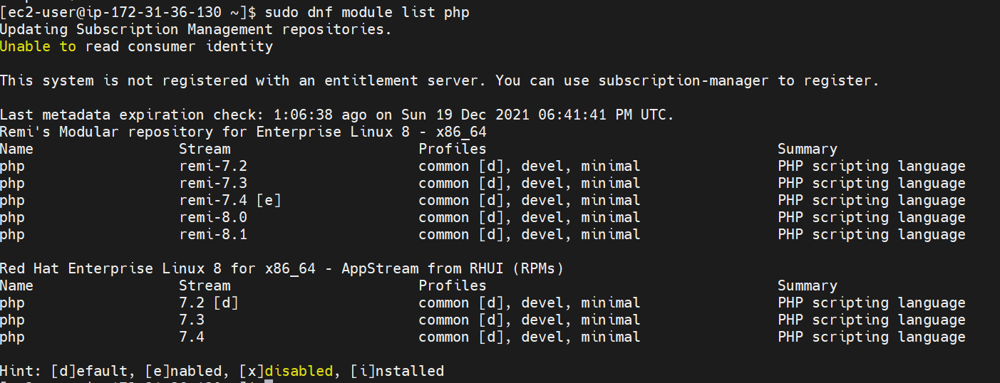 [ec2-user@ip-172-31-36-130 ~]$ sudo dnf module list php
Updating Subscription Management repositories.
Unable to read consumer identity
This system is not registered with an entitlement server. You can use subscription-manager to register.
Last metadata expiration check: 1:06:38 ago on Sun 19 Dec 2021 06:41:41 PM UTC.
Remi's Modular repository for Enterprise Linux 8 - x86_64
Name Stream Profiles Summary
php remi-7.2 common [d], devel, minimal PHP scripting language
php remi-7.3 common [d], devel, minimal PHP scripting language
php remi-7.4 [e] common [d], devel, minimal PHP scripting language
php remi-8.0 common [d], devel, minimal PHP scripting language
php remi-8.1 common [d], devel, minimal PHP scripting language
Red Hat Enterprise Linux 8 for x86_64 - AppStream from RHUI (RPMs)
Name Stream Profiles Summary
php 7.2 [d] common [d], devel, minimal PHP scripting language
php 7.3 common [d], devel, minimal PHP scripting language
php 7.4 common [d], devel, minimal PHP scripting language
Hint: [d]efault, [e]nabled, [x]disabled, [i]nstalled